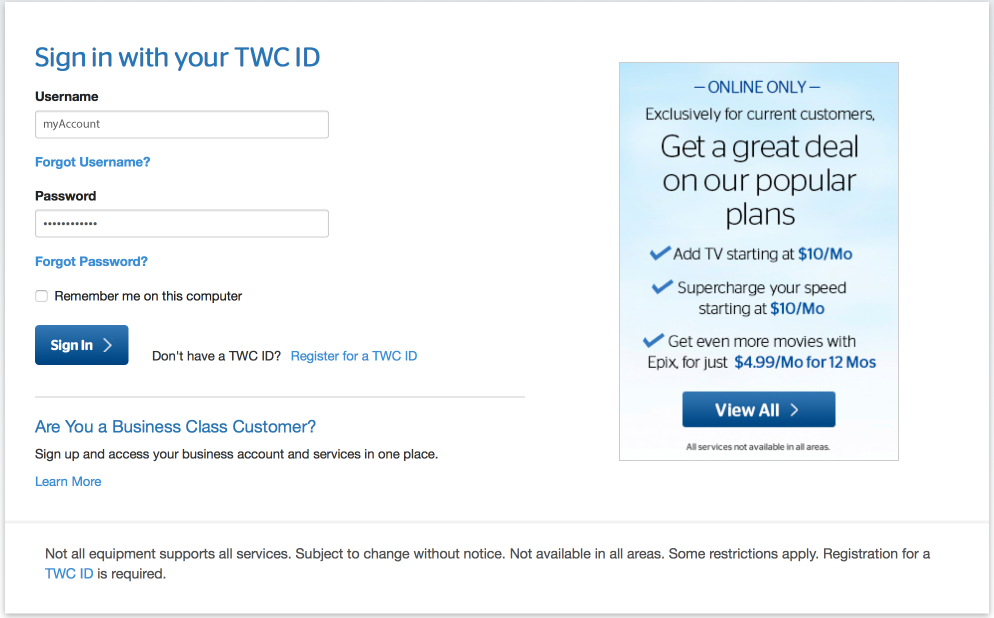 Sign in with your TWC ID
Username
myAccount
Forgot Username?
Password
••••••••••••
Forgot Password?
Remember me on this computer
Sign In
Don't have a TWC ID? Register for a TWC ID
Are You a Business Class Customer?
Sign up and access your business account and services in one place.
Learn More
– ONLINE ONLY –
Exclusively for current customers,
Get a great deal
on our popular
plans
Add TV starting at $10/Mo
Supercharge your speed
starting at $10/Mo
Get even more movies with
Epix, for just $4.99/Mo for 12 Mos
View All
All services not available in all areas.
Not all equipment supports all services. Subject to change without notice. Not available in all areas. Some restrictions apply. Registration for a
TWC ID is required.